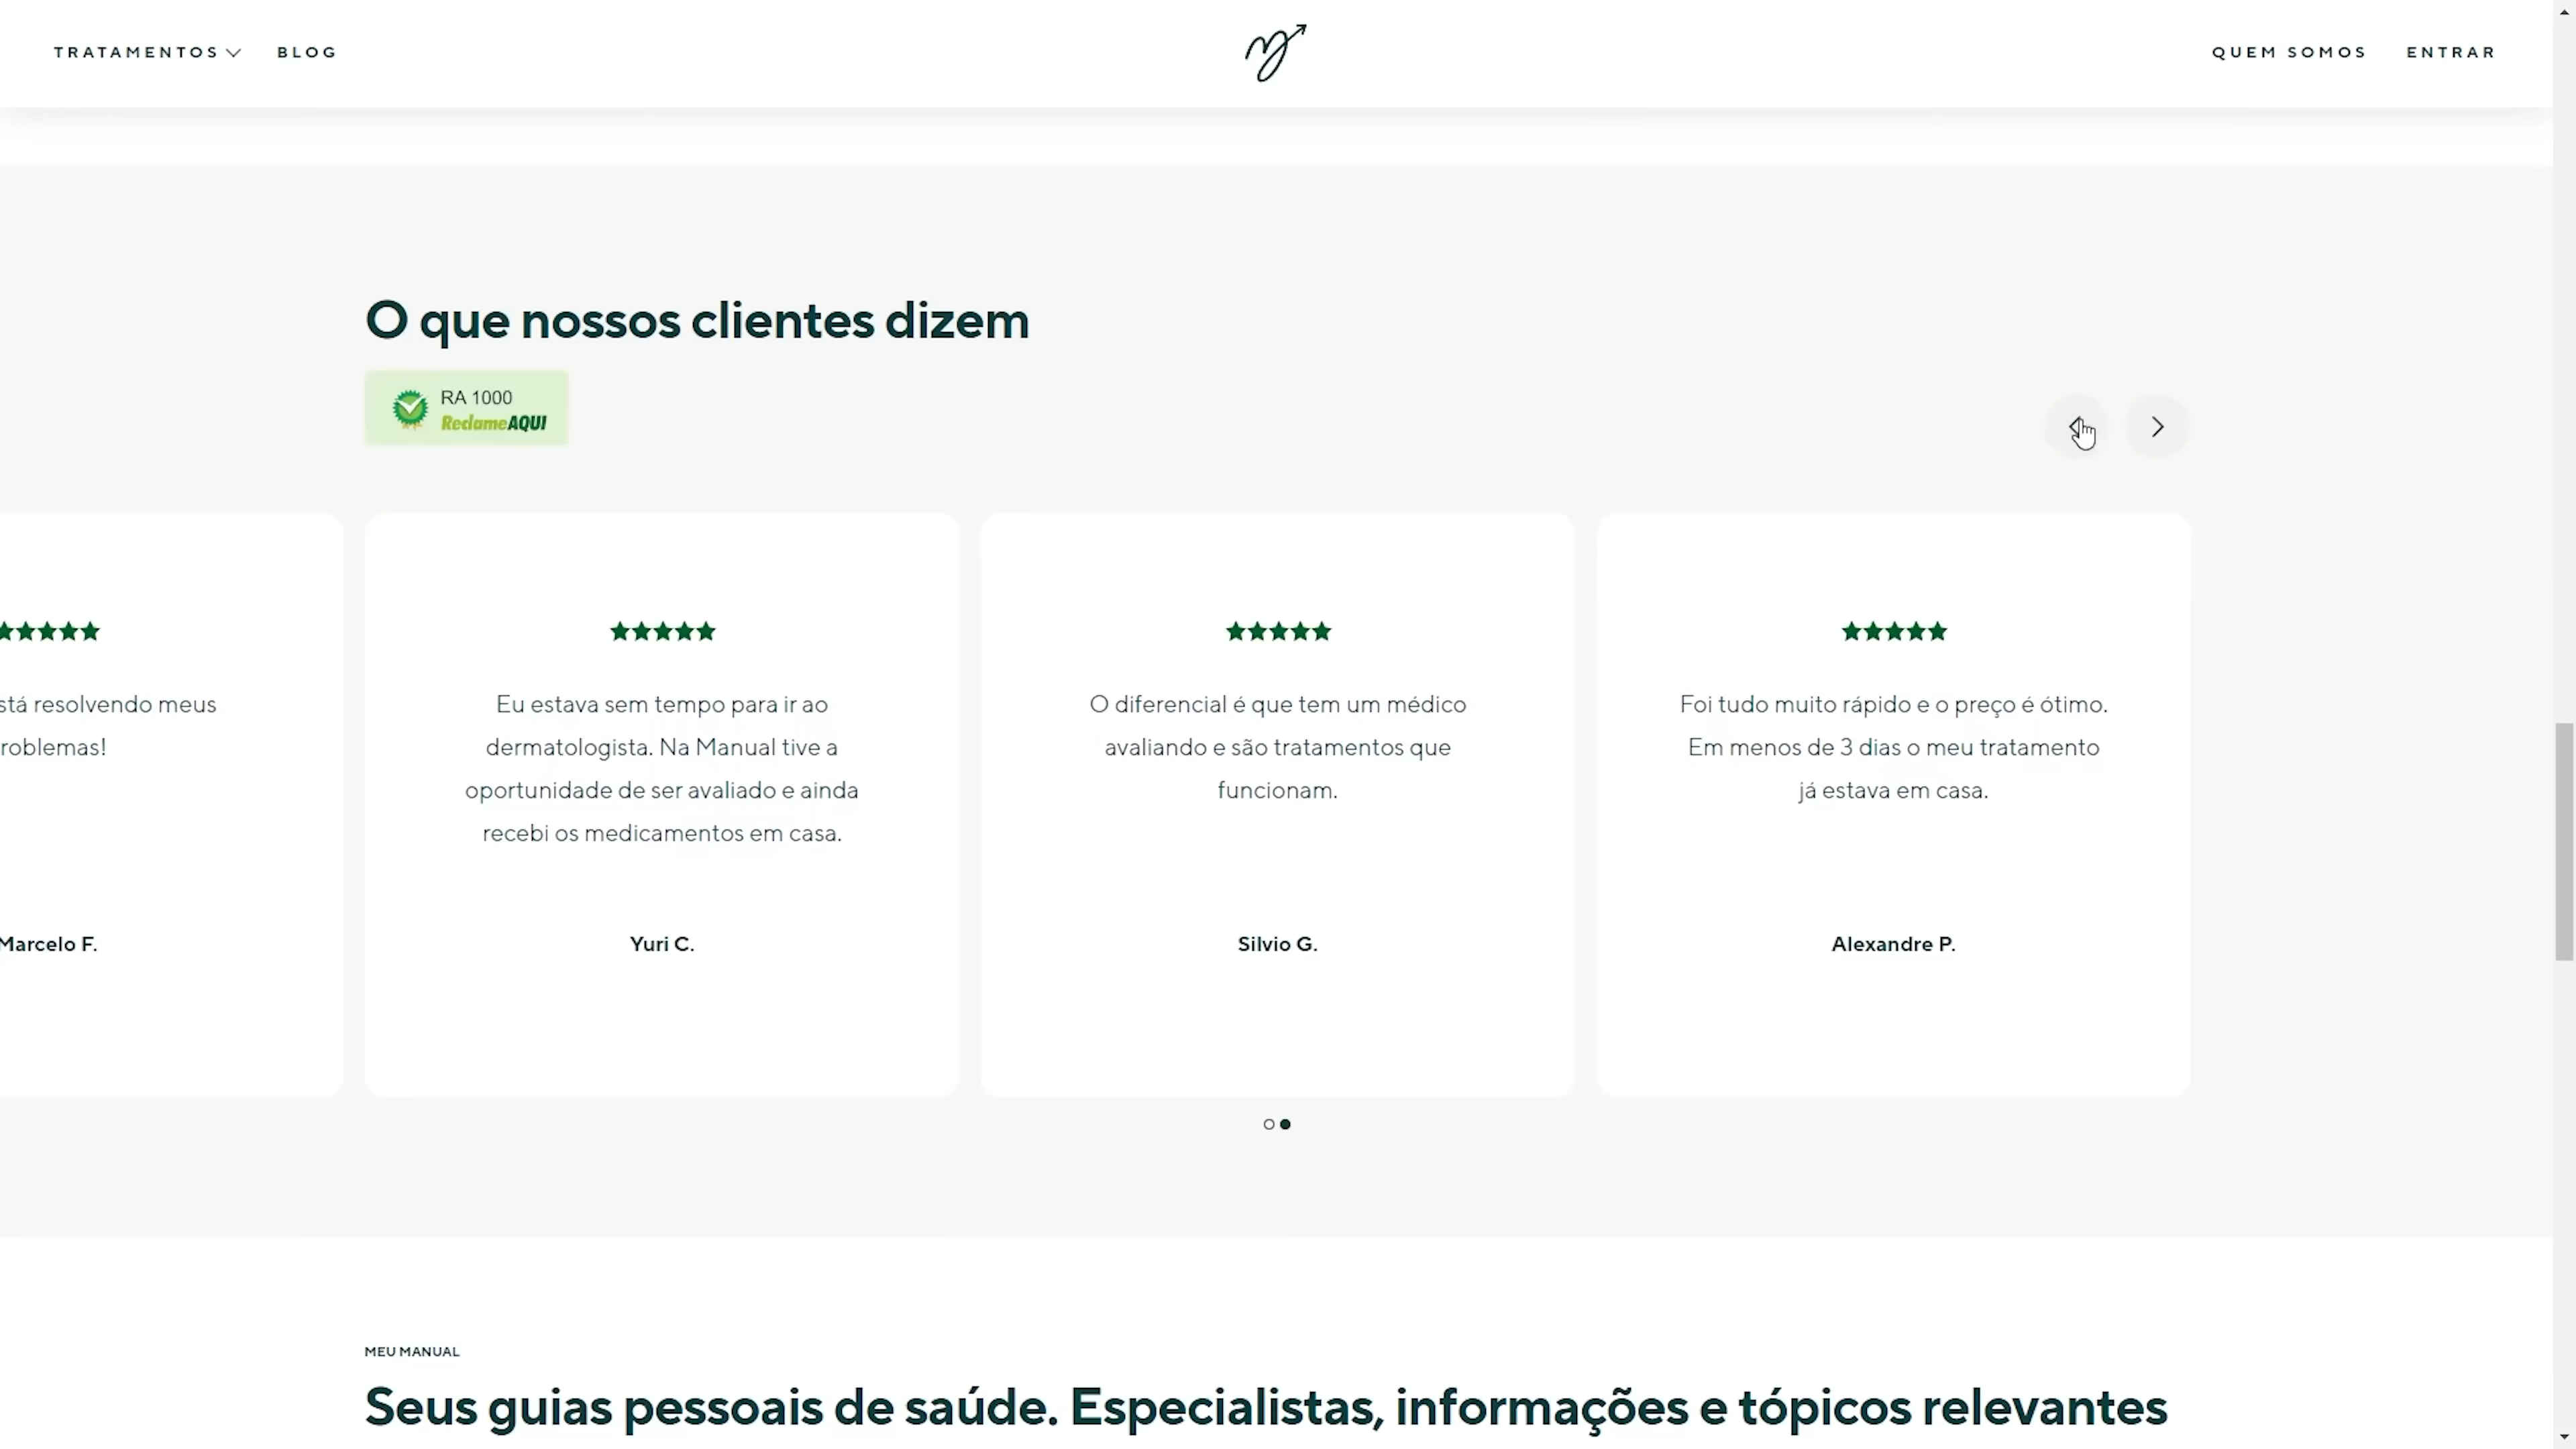 TRATAMENTOS
BLOG
QUEM SOMOS
ENTRAR
O que nossos clientes dizem
RA 1000
ReclameAQUI
resolvendo meus
Marcelo F.
Eu estava sem tempo para ir ao
dermatologista. Na Manual tive a
oportunidade de ser avaliado e ainda
recebi os medicamentos em casa.
Yuri C.
O diferencial é que tem um médico
avaliando e são tratamentos que
funcionam.
Silvio G.
Foi tudo muito rápido e o preço é ótimo.
Em menos de 3 dias o meu tratamento
já estava em casa.
Alexandre P.
MEU MANUAL
Seus guias pessoais de saúde. Especialistas, informações e tópicos relevantes